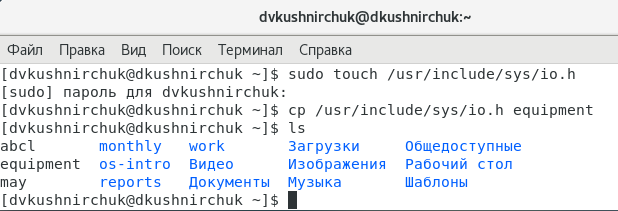 dvkushnirchuk@dkushnirchuk:~
Файл Правка Вид Поиск Терминал Справка
[dvkushnirchuk@dkushnirchuk ~]$ sudo touch /usr/include/sys/io.h
[sudo] пароль для dvkushnirchuk:
[dvkushnirchuk@dkushnirchuk ~]$ cp /usr/include/sys/io.h equipment
[dvkushnirchuk@dkushnirchuk ~]$ ls
abcl monthly work Загрузки Общедоступные
equipment os-intro Видео Изображения Рабочий стол
may reports Документы Музыка Шаблоны
[dvkushnirchuk@dkushnirchuk ~]$